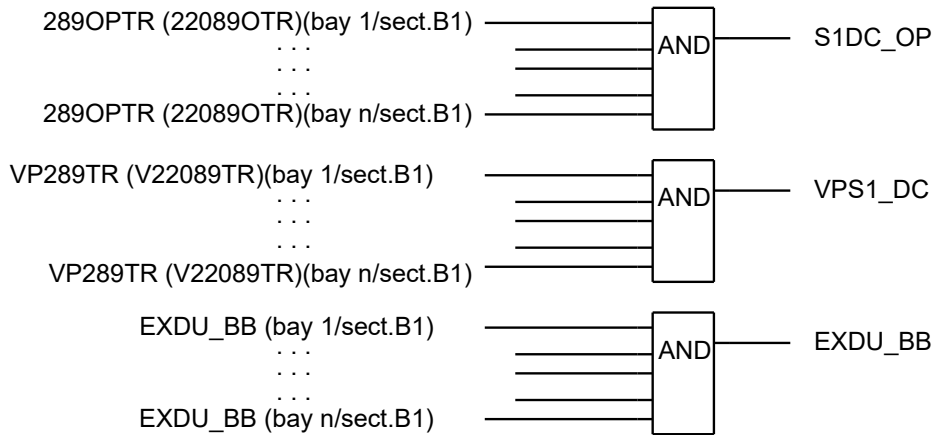 289OPTR (22089OTR)(bay 1/sect.B1)
. . .
. . .
. . .
289OPTR (22089OTR)(bay n/sect.B1)
AND
S1DC_OP
VP289TR (V22089TR)(bay 1/sect.B1)
. . .
. . .
. . .
VP289TR (V22089TR)(bay n/sect.B1)
AND
VPS1_DC
EXDU_BB (bay 1/sect.B1)
. . .
. . .
. . .
EXDU_BB (bay n/sect.B1)
AND
EXDU_BB